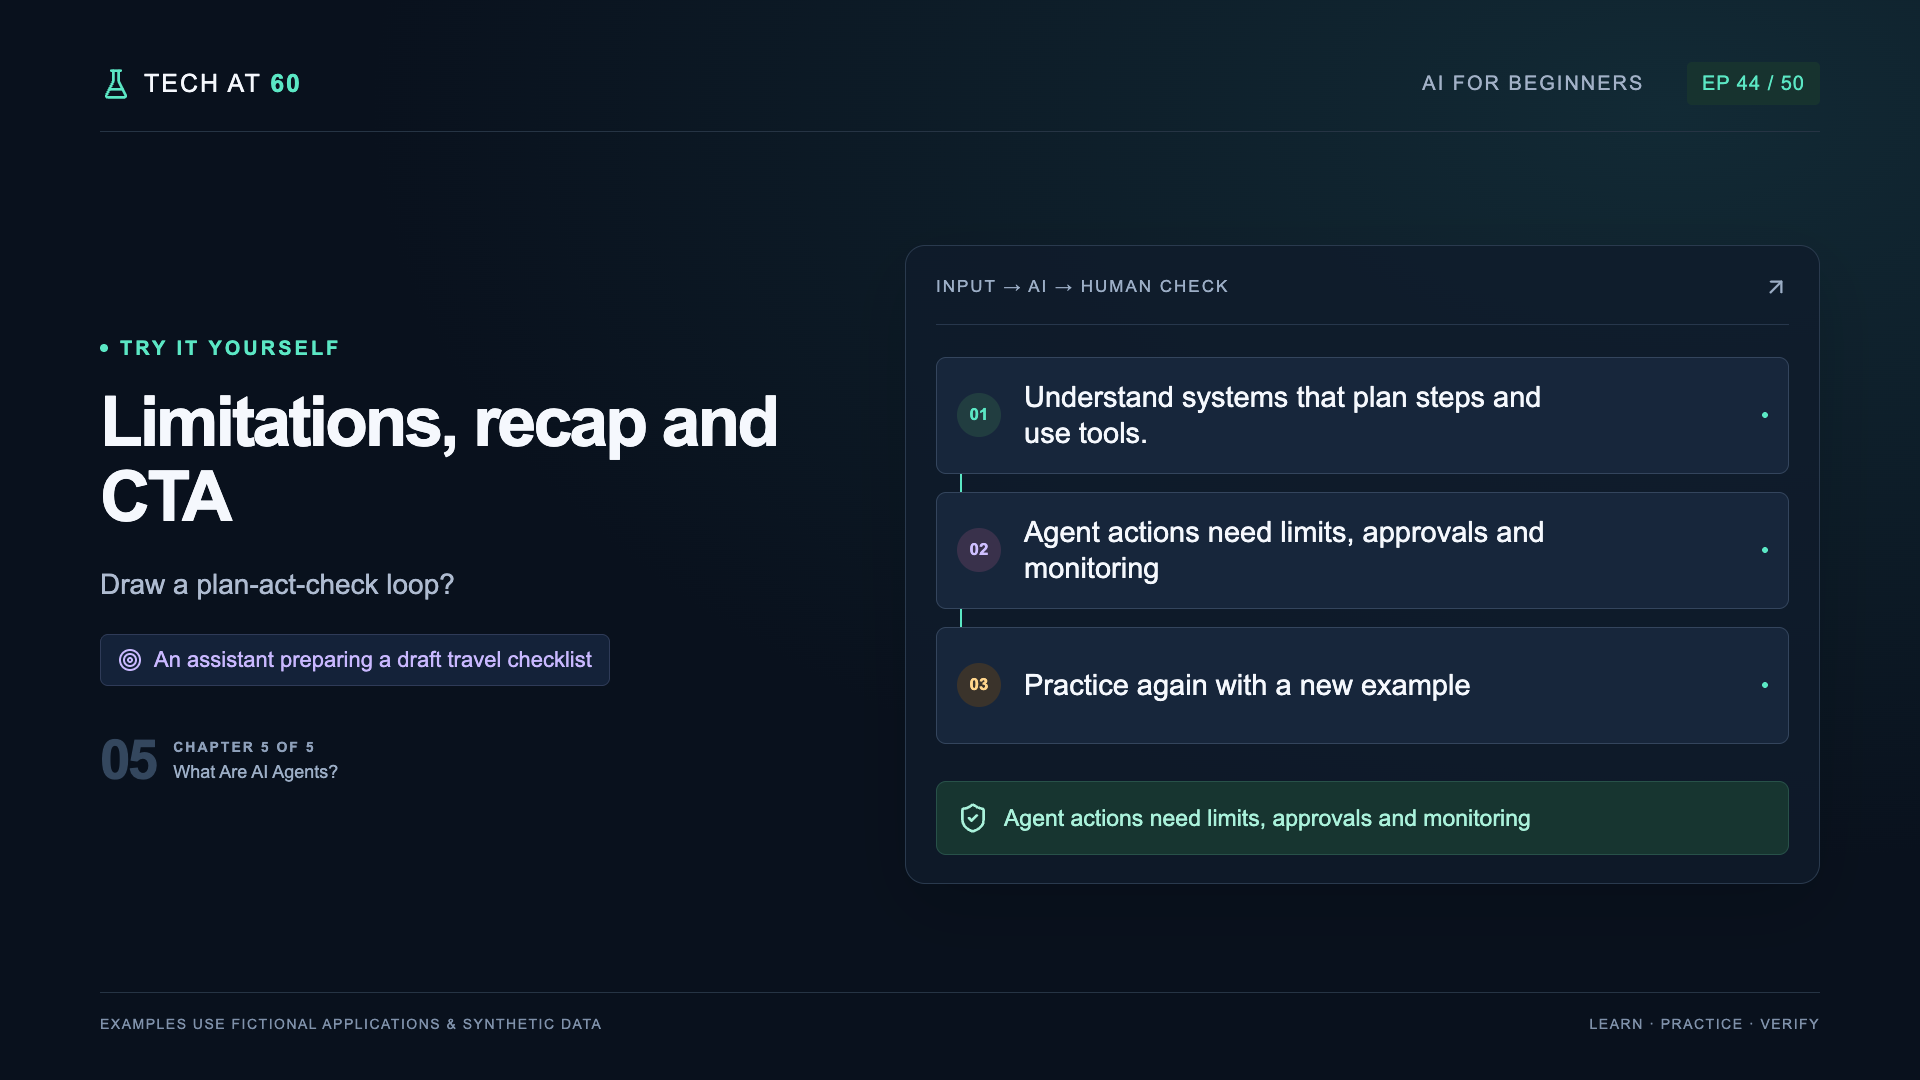 TECH AT 60
AI FOR BEGINNERS
EP 44 / 50
• TRY IT YOURSELF
Limitations, recap and
CTA
Draw a plan-act-check loop?
An assistant preparing a draft travel checklist
05
CHAPTER 5 OF 5
What Are AI Agents?
INPUT → AI → HUMAN CHECK
01
Understand systems that plan steps and
use tools.
02
Agent actions need limits, approvals and
monitoring
03
Practice again with a new example
Agent actions need limits, approvals and monitoring
EXAMPLES USE FICTIONAL APPLICATIONS & SYNTHETIC DATA
LEARN · PRACTICE · VERIFY